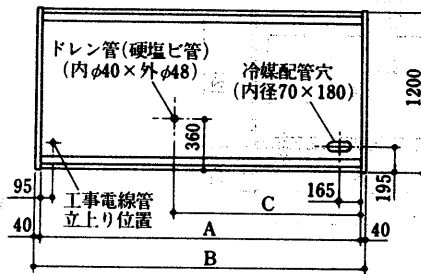 ドレン管(硬塩ビ管)
(内φ40×外φ48)
冷媒配管穴
(内径70×180)
1200
360
95
工事電線管
立上り位置
165
195
C
40
A
40
B